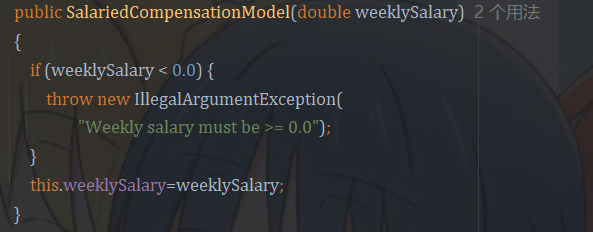 public SalariedCompensationModel(double weeklySalary) 2 个用法
{
if (weeklySalary < 0.0) {
throw new IllegalArgumentException(
"Weekly salary must be >= 0.0");
}
this.weeklySalary=weeklySalary;
}